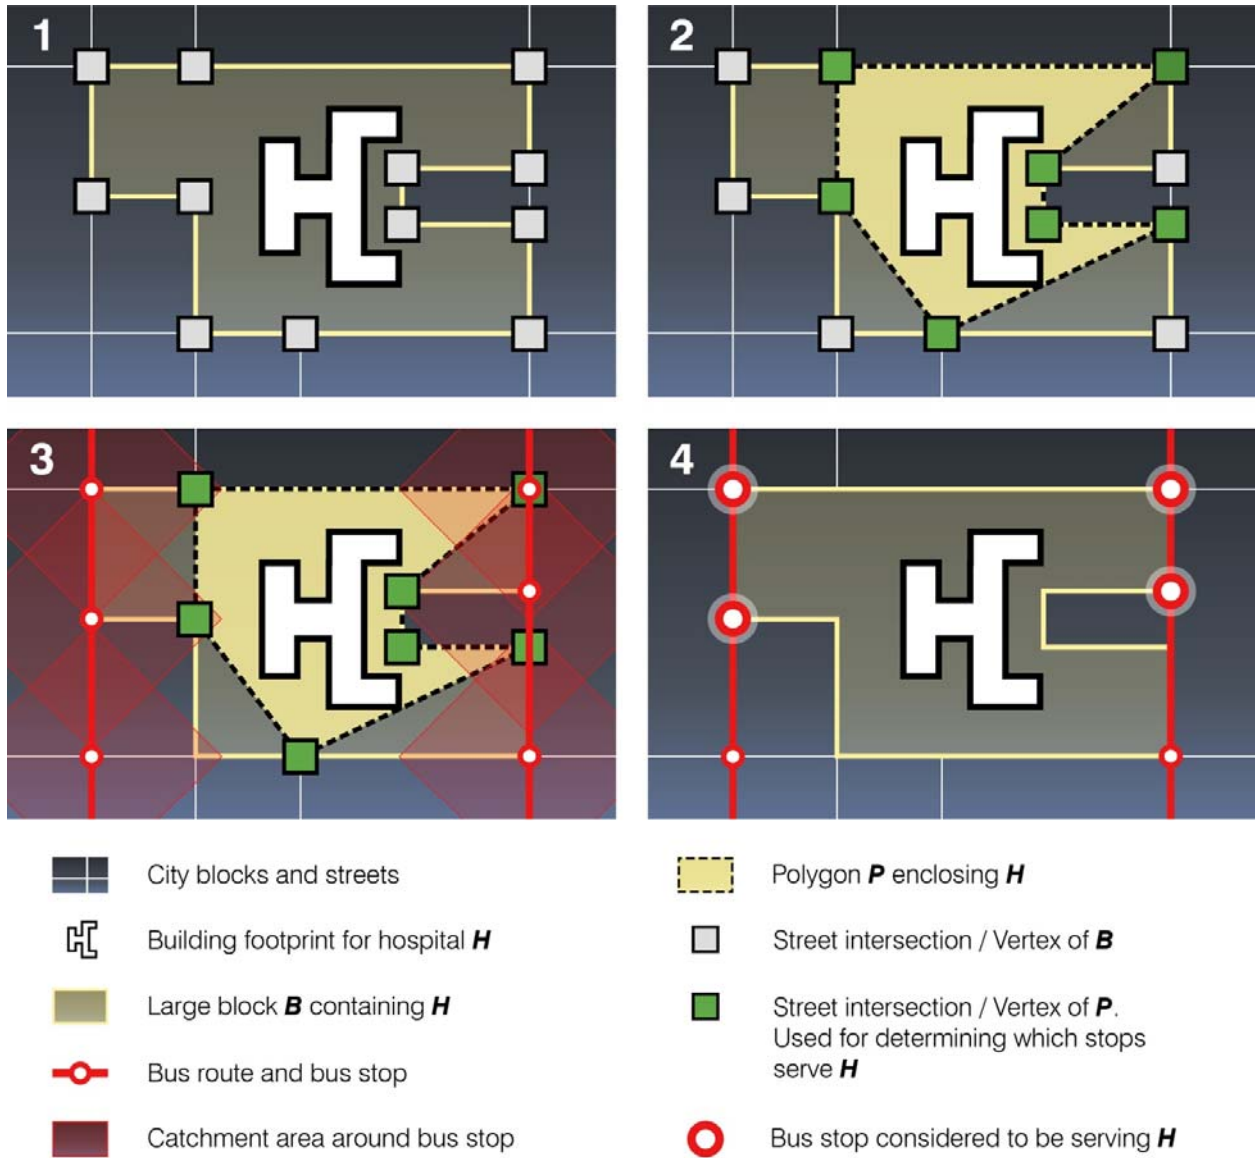 1
2
3
4
City blocks and streets
Building footprint for hospital H
Large block B containing H
Bus route and bus stop
Catchment area around bus stop
Polygon P enclosing H
Street intersection / Vertex of B
Street intersection / Vertex of P.
Used for determining which stops
serve H
Bus stop considered to be serving H